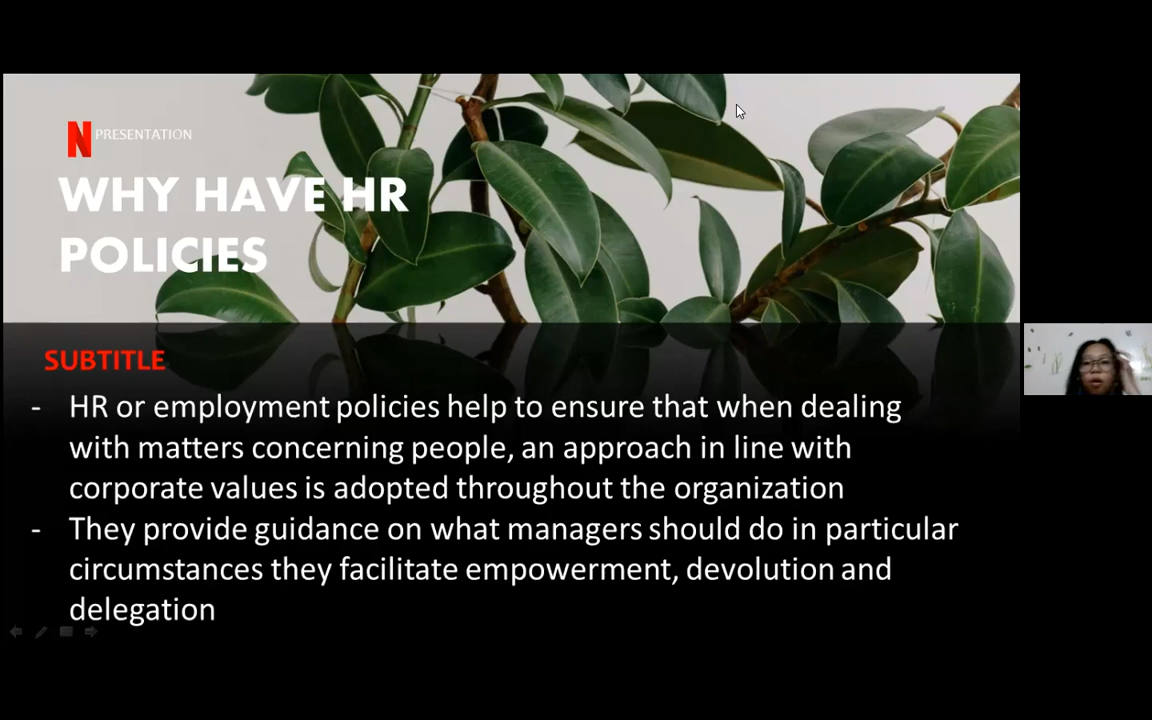 N PRESENTATION
WHY HAVE HR
POLICIES
SUBTITLE
- HR or employment policies help to ensure that when dealing
with matters concerning people, an approach in line with
corporate values is adopted throughout the organization
- They provide guidance on what managers should do in particular
circumstances they facilitate empowerment, devolution and
delegation